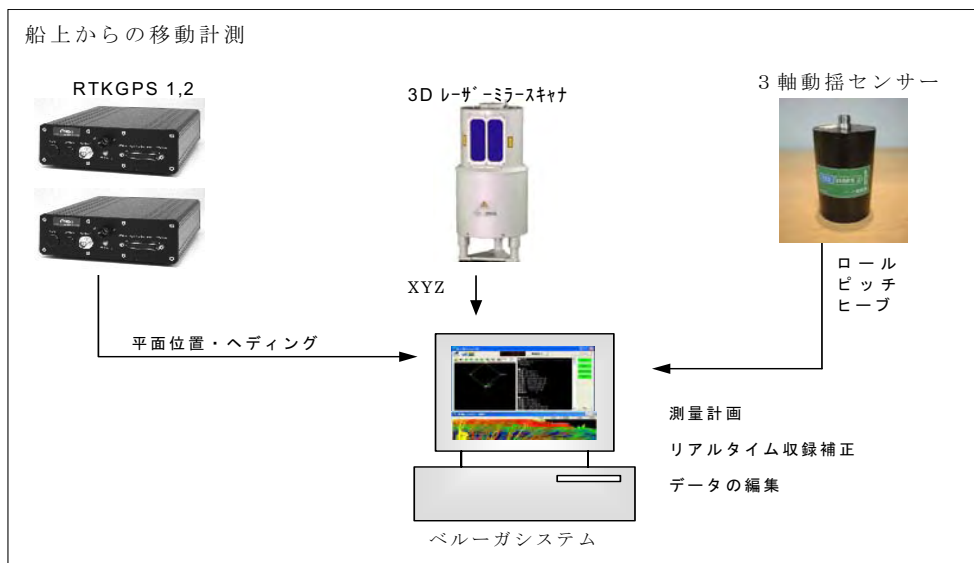 船上からの移動計測
RTKGPS 1,2
3D ﾚｰｻﾞｰﾐﾗｰｽｷｬﾅ
3軸動揺センサー
XYZ
ロール
ピッチ
ヒーブ
平面位置・ヘディング
測量計画
リアルタイム収録補正
データの編集
ベルーガシステム